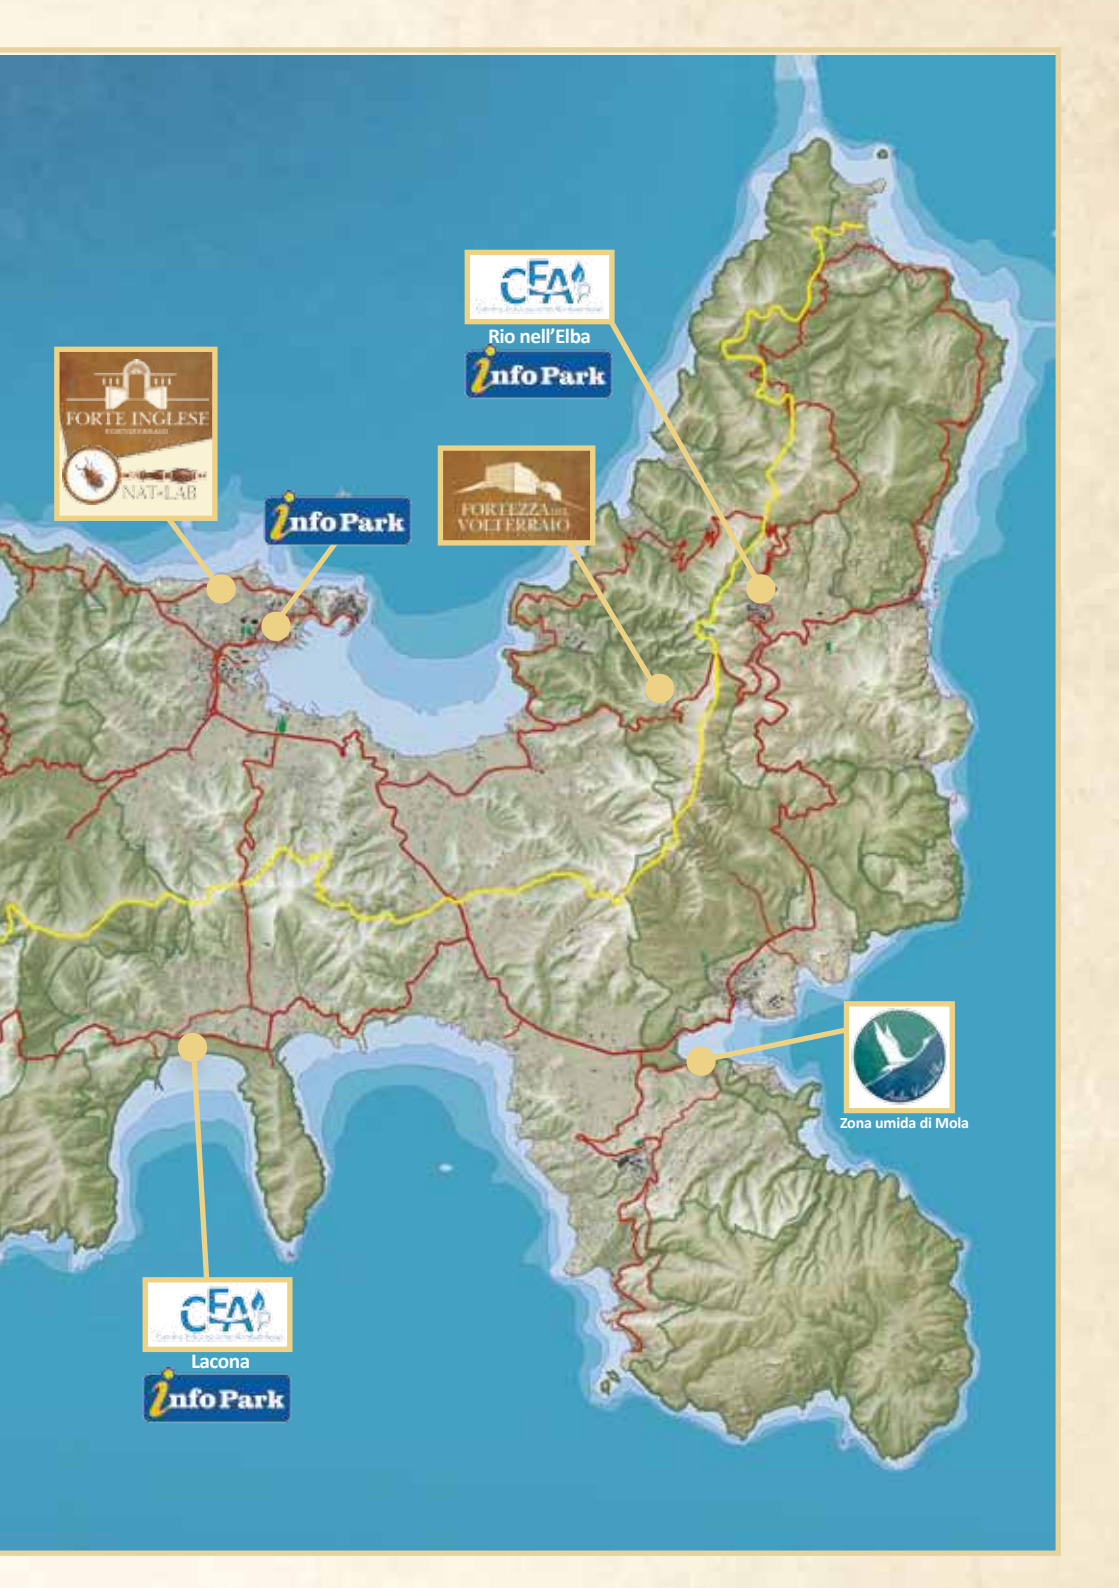 CEA
Rio nell'Elba
infoPark
FORTE INGLESE
PORTOFERRAIO
NAT-LAB
infoPark
FORTEZZA DEL
VOLTERRAIO
Zona umida di Mola
CEA
Lacona
infoPark